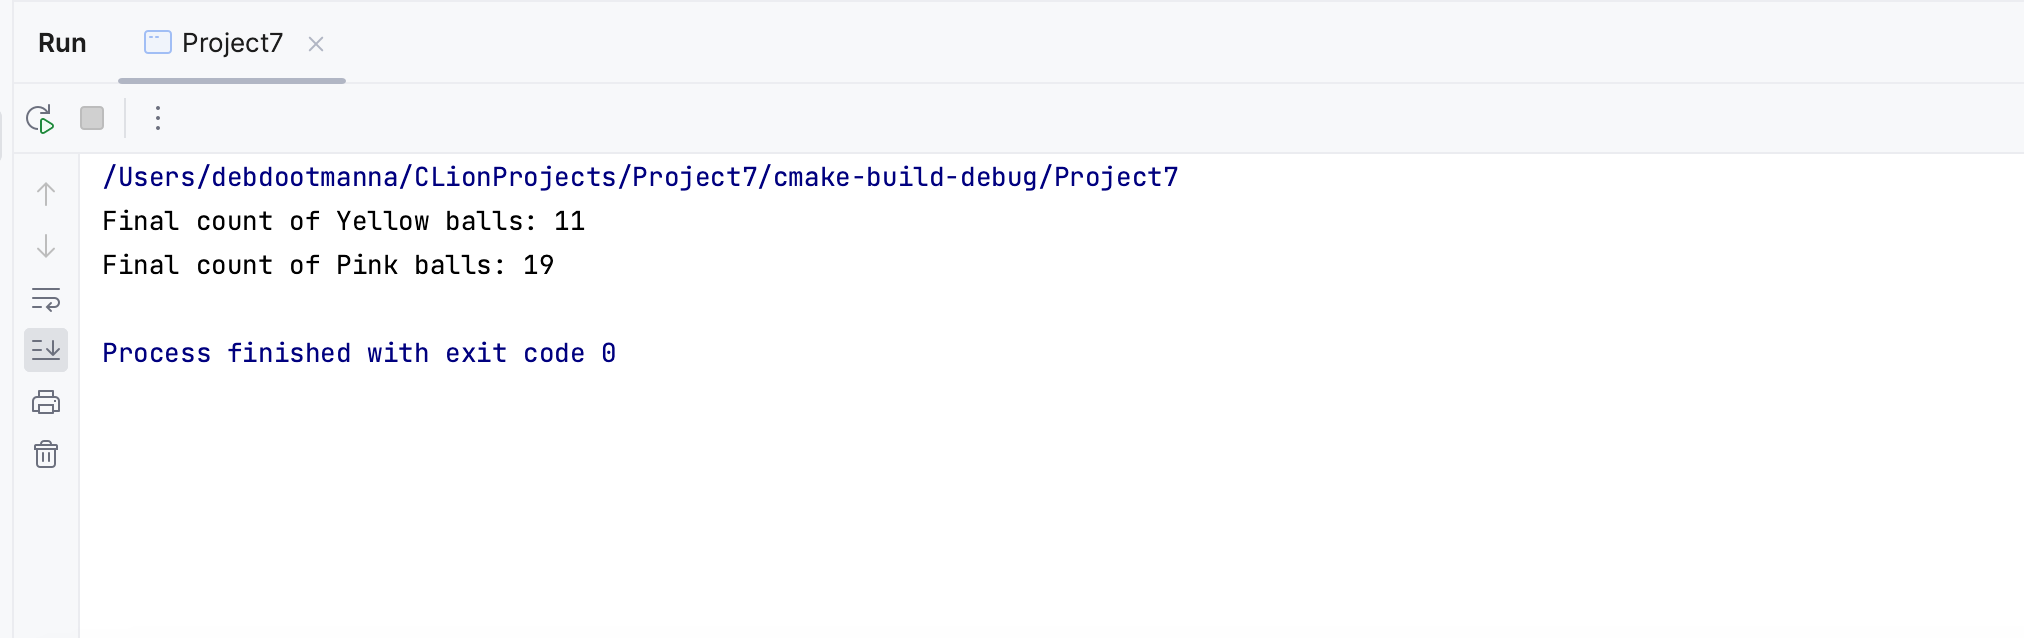 Run Project7
/Users/debdootmanna/CLionProjects/Project7/cmake-build-debug/Project7
Final count of Yellow balls: 11
Final count of Pink balls: 19
Process finished with exit code 0